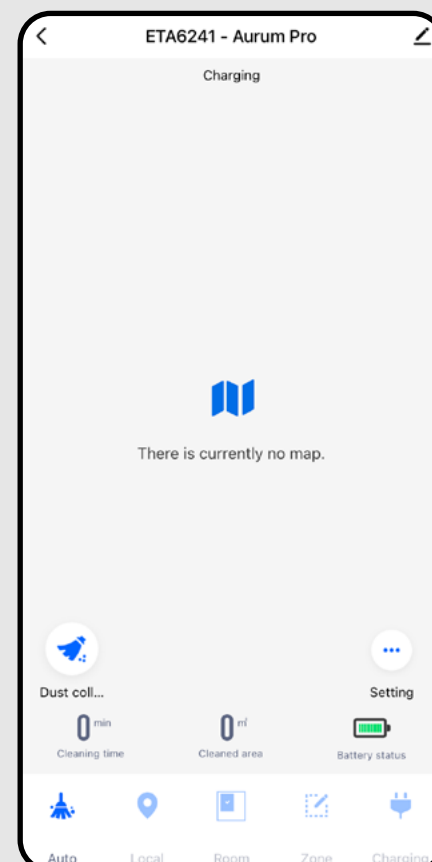 ETA6241 - Aurum Pro
Charging
There is currently no map.
Dust coll...
Setting
0 min
0 ㎡
Cleaning time
Cleaned area
Battery status
Auto
Local
Room
Zone
Charging